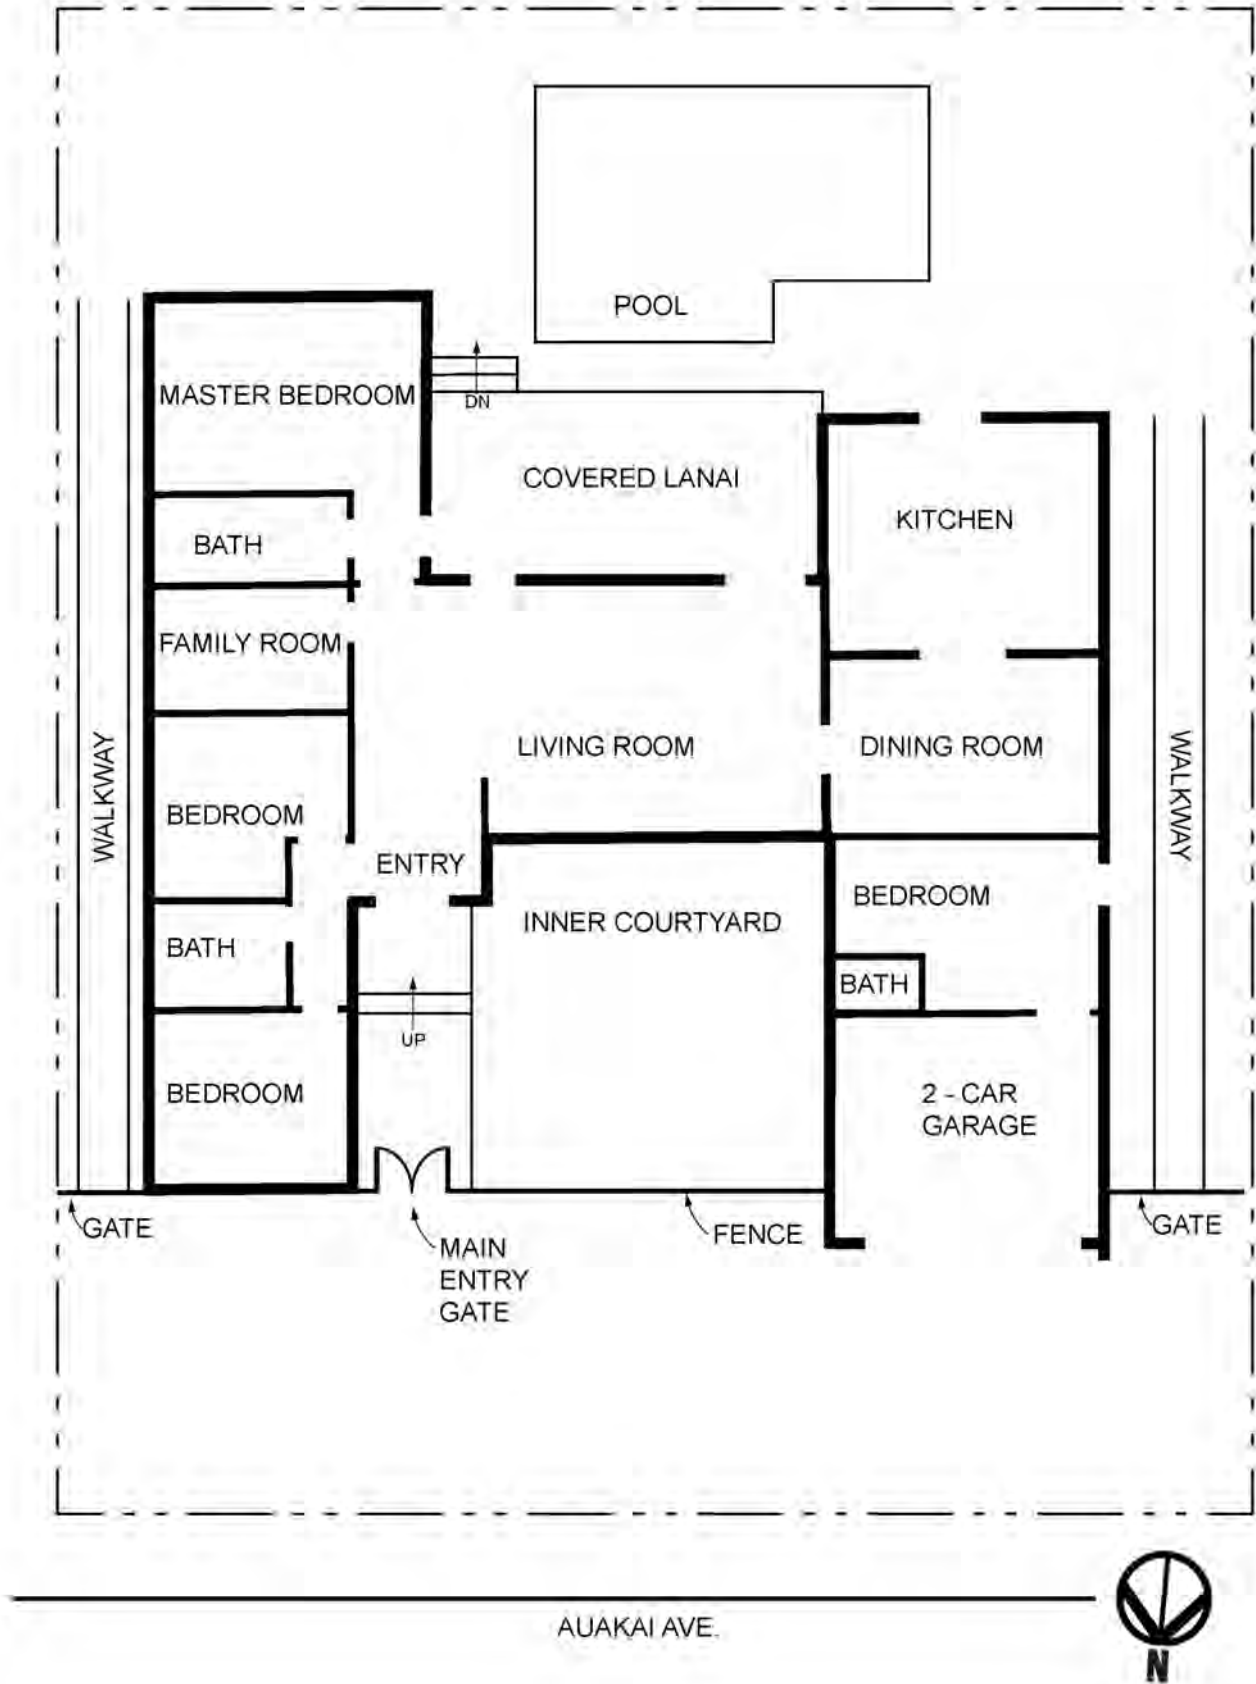 POOL
MASTER BEDROOM
DN
COVERED LANAI
KITCHEN
BATH
FAMILY ROOM
WALKWAY
LIVING ROOM
DINING ROOM
WALKWAY
BEDROOM
ENTRY
BEDROOM
INNER COURTYARD
BATH
BATH
UP
BEDROOM
2 - CAR
GARAGE
GATE
MAIN
ENTRY
GATE
FENCE
GATE
AUAKAI AVE.
N